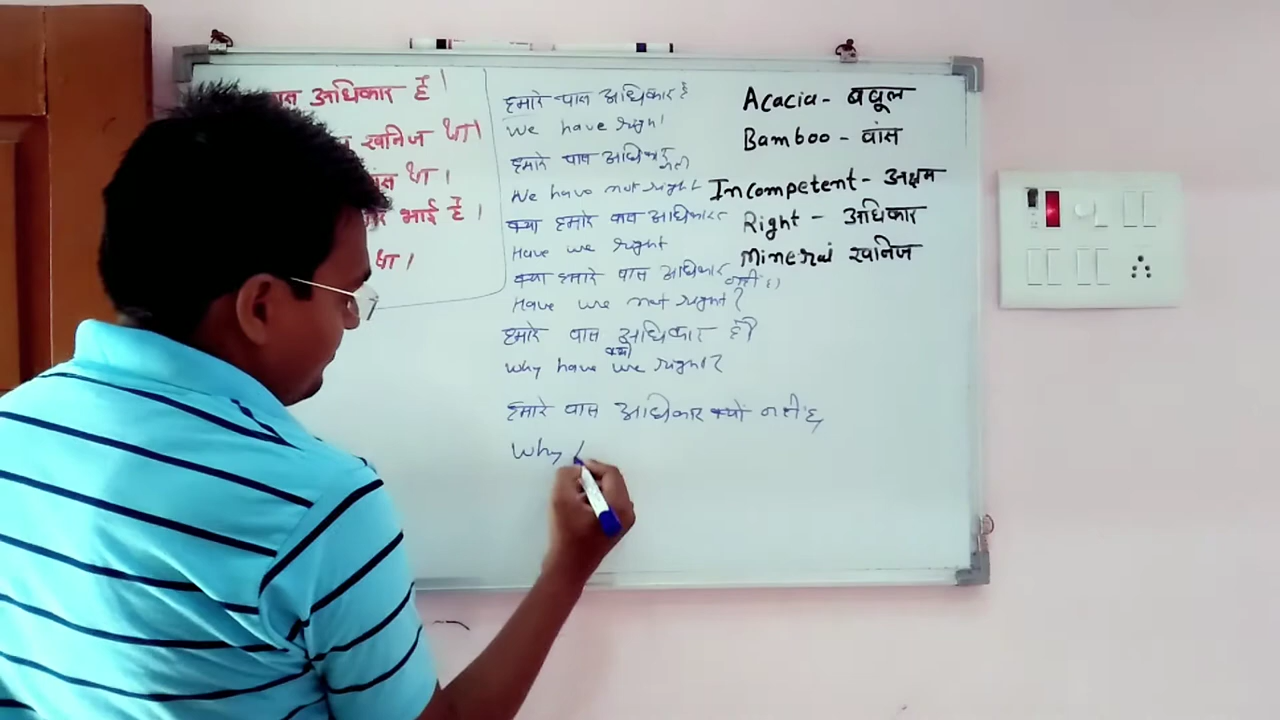 अधिकार है।
खनिज था।
था।
भाई है।
था।
हमारे पास अधिकार है
We have right
हमारे पास अधिकार नहीं
We have not right
क्या हमारे पास अधिकार
Have we right
क्या हमारे पास अधिकार नहीं है।
Have we not right?
हमारे पास अधिकार है?
क्यों
Why have we right?
हमारे पास अधिकार क्यों नहीं है
Why
Acacia - बबूल
Bamboo - बांस
Incompetent - अक्षम
Right - अधिकार
Mineral खनिज